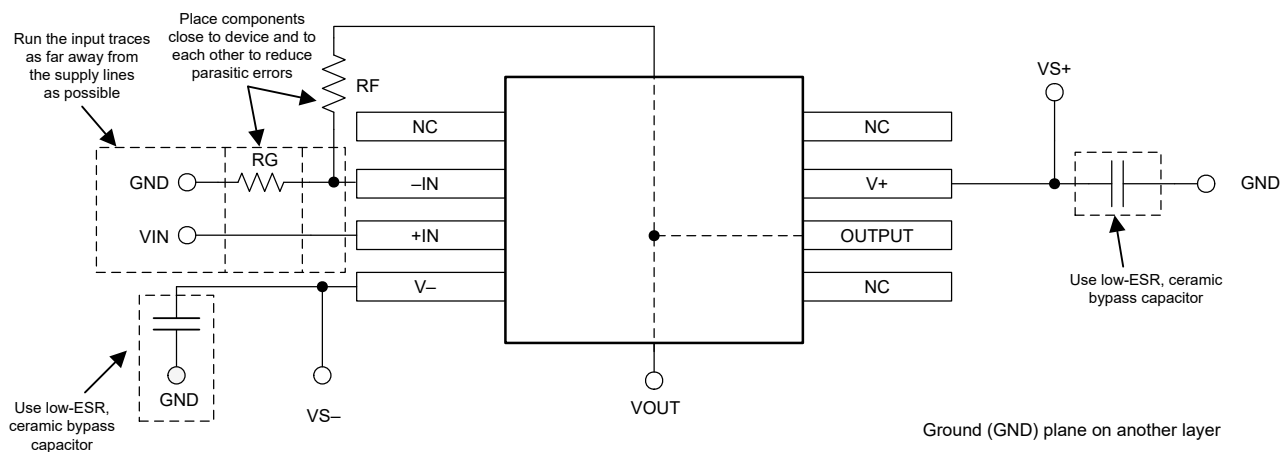 Place components
close to device and to
each other to reduce
parasitic errors
Run the input traces
as far away from
the supply lines
as possible
RF
VS+
NC
NC
RG
GND
–IN
V+
GND
VIN
+IN
OUTPUT
V–
NC
Use low-ESR, ceramic
bypass capacitor
GND
VS–
VOUT
Use low-ESR,
ceramic bypass
capacitor
Ground (GND) plane on another layer